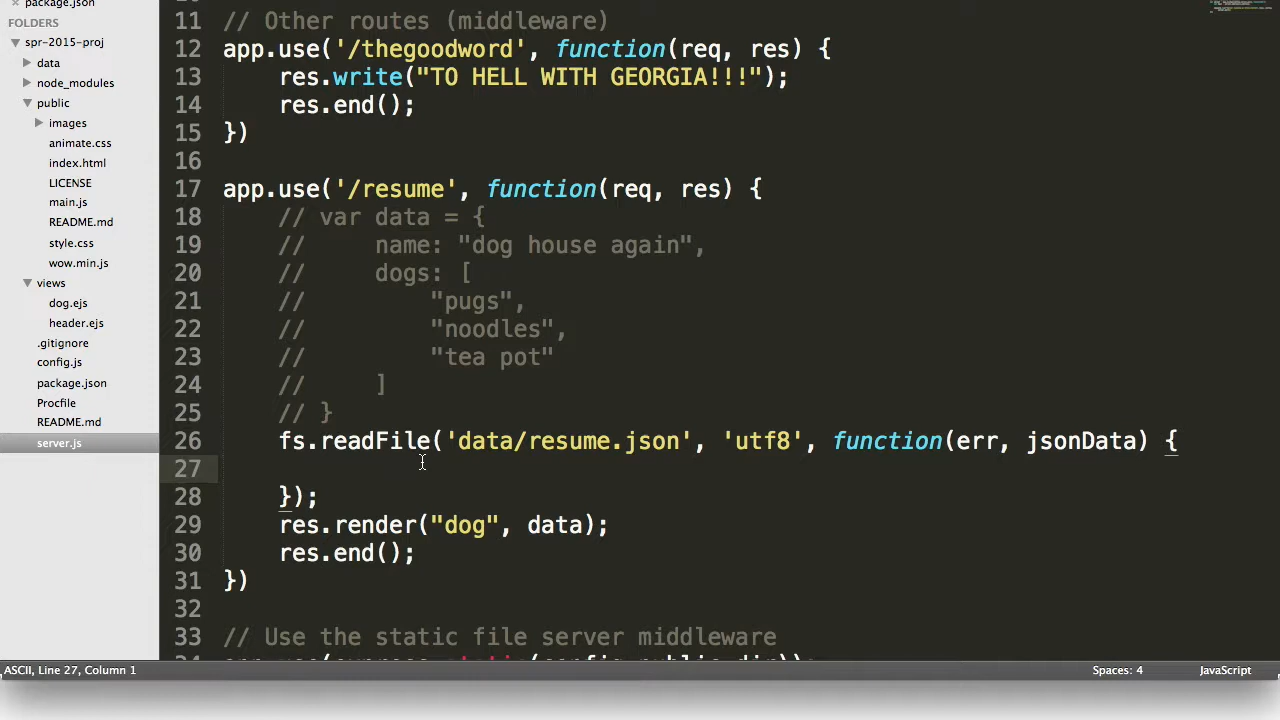 package.json
FOLDERS
spr-2015-proj
data
node_modules
public
images
animate.css
index.html
LICENSE
main.js
README.md
style.css
wow.min.js
views
dog.ejs
header.ejs
.gitignore
config.js
package.json
Procfile
README.md
server.js
11 // Other routes (middleware)
12 app.use('/thegoodword', function(req, res) {
13     res.write("TO HELL WITH GEORGIA!!!");
14     res.end();
15 })
16
17 app.use('/resume', function(req, res) {
18     // var data = {
19     //     name: "dog house again",
20     //     dogs: [
21     //         "pugs",
22     //         "noodles",
23     //         "tea pot"
24     //     ]
25     // }
26     fs.readFile('data/resume.json', 'utf8', function(err, jsonData) {
27
28     });
29     res.render("dog", data);
30     res.end();
31 })
32
33 // Use the static file server middleware
ASCII, Line 27, Column 1
Spaces: 4
JavaScript